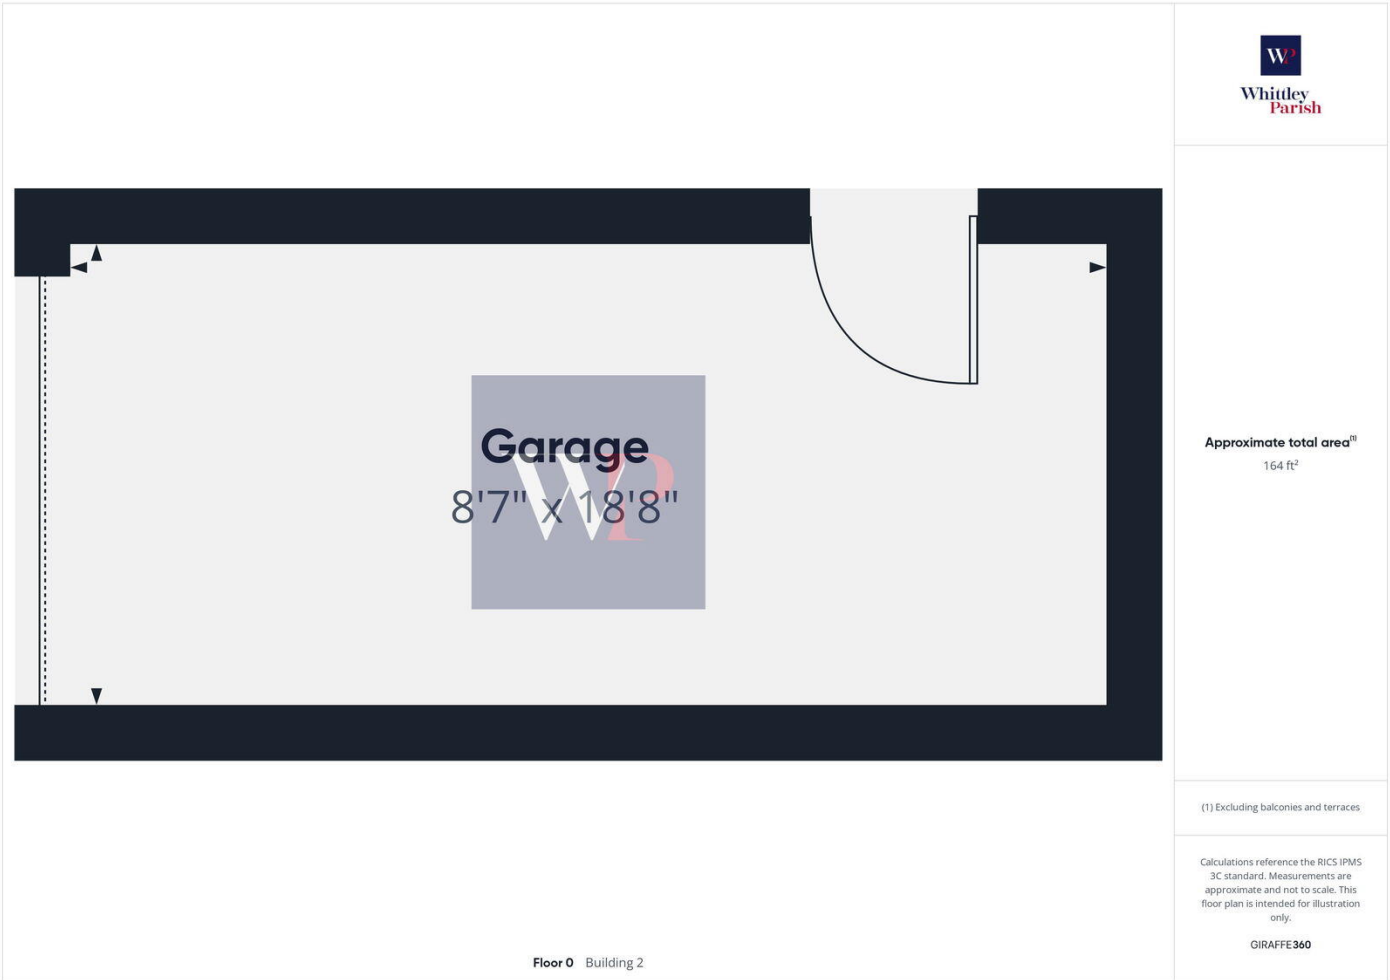 WP
Whittley
Parish
Garage
8'7" x 18'8"
WP
Approximate total area(1)
164 ft²
(1) Excluding balconies and terraces
Calculations reference the RICS IPMS
3C standard. Measurements are
approximate and not to scale. This
floor plan is intended for illustration
only.
GIRAFFE360
Floor 0 Building 2